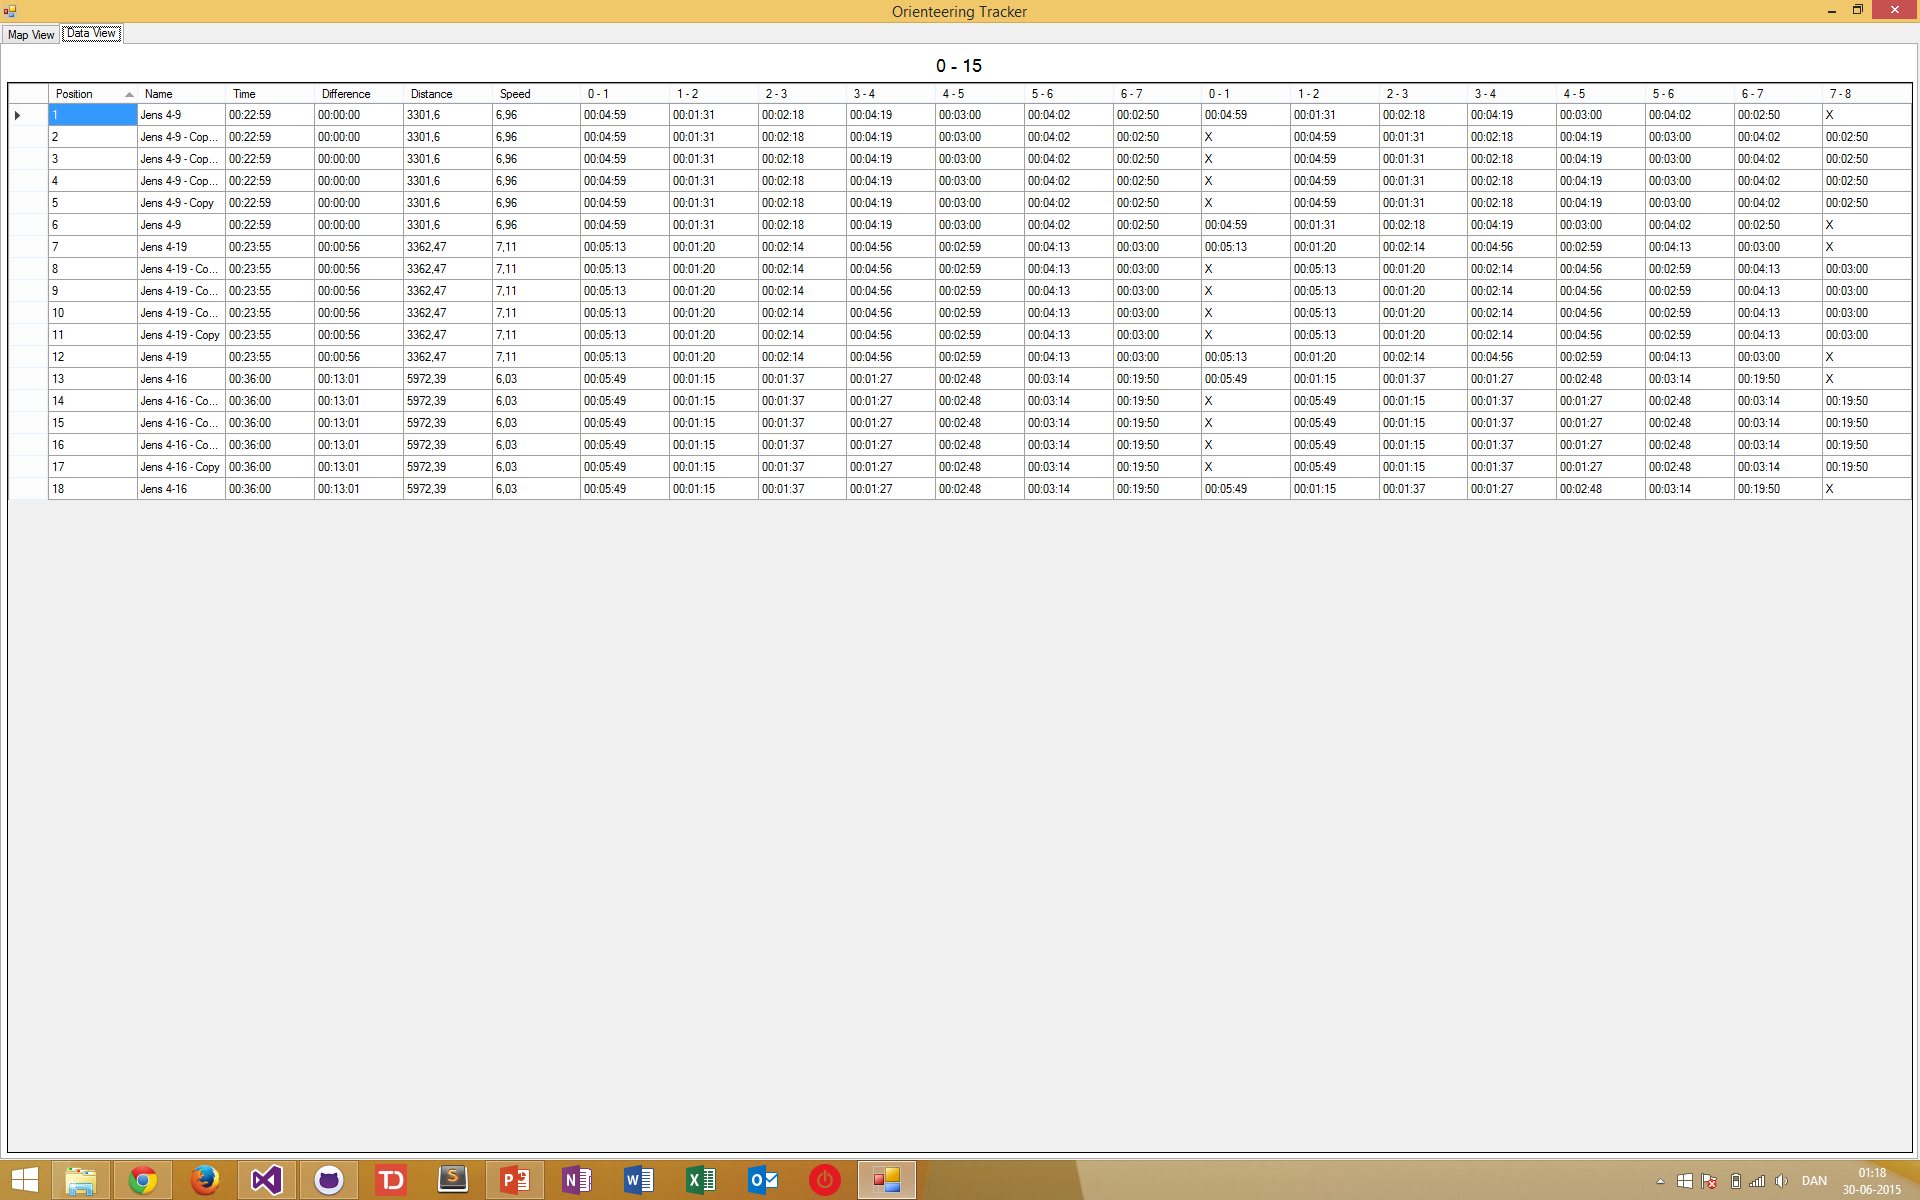 Orienteering Tracker
Map View Data View
0 - 15
Position Name Time Difference Distance Speed 0 - 1 1 - 2 2 - 3 3 - 4 4 - 5 5 - 6 6 - 7 0 - 1 1 - 2 2 - 3 3 - 4 4 - 5 5 - 6 6 - 7 7 - 8
1 Jens 4-9 00:22:59 00:00:00 3301,6 6,96 00:04:59 00:01:31 00:02:18 00:04:19 00:03:00 00:04:02 00:02:50 00:04:59 00:01:31 00:02:18 00:04:19 00:03:00 00:04:02 00:02:50 X
2 Jens 4-9 - Cop... 00:22:59 00:00:00 3301,6 6,96 00:04:59 00:01:31 00:02:18 00:04:19 00:03:00 00:04:02 00:02:50 X 00:04:59 00:01:31 00:02:18 00:04:19 00:03:00 00:04:02 00:02:50
3 Jens 4-9 - Cop... 00:22:59 00:00:00 3301,6 6,96 00:04:59 00:01:31 00:02:18 00:04:19 00:03:00 00:04:02 00:02:50 X 00:04:59 00:01:31 00:02:18 00:04:19 00:03:00 00:04:02 00:02:50
4 Jens 4-9 - Cop... 00:22:59 00:00:00 3301,6 6,96 00:04:59 00:01:31 00:02:18 00:04:19 00:03:00 00:04:02 00:02:50 X 00:04:59 00:01:31 00:02:18 00:04:19 00:03:00 00:04:02 00:02:50
5 Jens 4-9 - Copy 00:22:59 00:00:00 3301,6 6,96 00:04:59 00:01:31 00:02:18 00:04:19 00:03:00 00:04:02 00:02:50 X 00:04:59 00:01:31 00:02:18 00:04:19 00:03:00 00:04:02 00:02:50
6 Jens 4-9 00:22:59 00:00:00 3301,6 6,96 00:04:59 00:01:31 00:02:18 00:04:19 00:03:00 00:04:02 00:02:50 00:04:59 00:01:31 00:02:18 00:04:19 00:03:00 00:04:02 00:02:50 X
7 Jens 4-19 00:23:55 00:00:56 3362,47 7,11 00:05:13 00:01:20 00:02:14 00:04:56 00:02:59 00:04:13 00:03:00 00:05:13 00:01:20 00:02:14 00:04:56 00:02:59 00:04:13 00:03:00 X
8 Jens 4-19 - Co... 00:23:55 00:00:56 3362,47 7,11 00:05:13 00:01:20 00:02:14 00:04:56 00:02:59 00:04:13 00:03:00 X 00:05:13 00:01:20 00:02:14 00:04:56 00:02:59 00:04:13 00:03:00
9 Jens 4-19 - Co... 00:23:55 00:00:56 3362,47 7,11 00:05:13 00:01:20 00:02:14 00:04:56 00:02:59 00:04:13 00:03:00 X 00:05:13 00:01:20 00:02:14 00:04:56 00:02:59 00:04:13 00:03:00
10 Jens 4-19 - Co... 00:23:55 00:00:56 3362,47 7,11 00:05:13 00:01:20 00:02:14 00:04:56 00:02:59 00:04:13 00:03:00 X 00:05:13 00:01:20 00:02:14 00:04:56 00:02:59 00:04:13 00:03:00
11 Jens 4-19 - Copy 00:23:55 00:00:56 3362,47 7,11 00:05:13 00:01:20 00:02:14 00:04:56 00:02:59 00:04:13 00:03:00 X 00:05:13 00:01:20 00:02:14 00:04:56 00:02:59 00:04:13 00:03:00
12 Jens 4-19 00:23:55 00:00:56 3362,47 7,11 00:05:13 00:01:20 00:02:14 00:04:56 00:02:59 00:04:13 00:03:00 00:05:13 00:01:20 00:02:14 00:04:56 00:02:59 00:04:13 00:03:00 X
13 Jens 4-16 00:36:00 00:13:01 5972,39 6,03 00:05:49 00:01:15 00:01:37 00:01:27 00:02:48 00:03:14 00:19:50 00:05:49 00:01:15 00:01:37 00:01:27 00:02:48 00:03:14 00:19:50 X
14 Jens 4-16 - Co... 00:36:00 00:13:01 5972,39 6,03 00:05:49 00:01:15 00:01:37 00:01:27 00:02:48 00:03:14 00:19:50 X 00:05:49 00:01:15 00:01:37 00:01:27 00:02:48 00:03:14 00:19:50
15 Jens 4-16 - Co... 00:36:00 00:13:01 5972,39 6,03 00:05:49 00:01:15 00:01:37 00:01:27 00:02:48 00:03:14 00:19:50 X 00:05:49 00:01:15 00:01:37 00:01:27 00:02:48 00:03:14 00:19:50
16 Jens 4-16 - Co... 00:36:00 00:13:01 5972,39 6,03 00:05:49 00:01:15 00:01:37 00:01:27 00:02:48 00:03:14 00:19:50 X 00:05:49 00:01:15 00:01:37 00:01:27 00:02:48 00:03:14 00:19:50
17 Jens 4-16 - Copy 00:36:00 00:13:01 5972,39 6,03 00:05:49 00:01:15 00:01:37 00:01:27 00:02:48 00:03:14 00:19:50 X 00:05:49 00:01:15 00:01:37 00:01:27 00:02:48 00:03:14 00:19:50
18 Jens 4-16 00:36:00 00:13:01 5972,39 6,03 00:05:49 00:01:15 00:01:37 00:01:27 00:02:48 00:03:14 00:19:50 00:05:49 00:01:15 00:01:37 00:01:27 00:02:48 00:03:14 00:19:50 X
TD S P N W X O DAN 01:18
30-06-2015